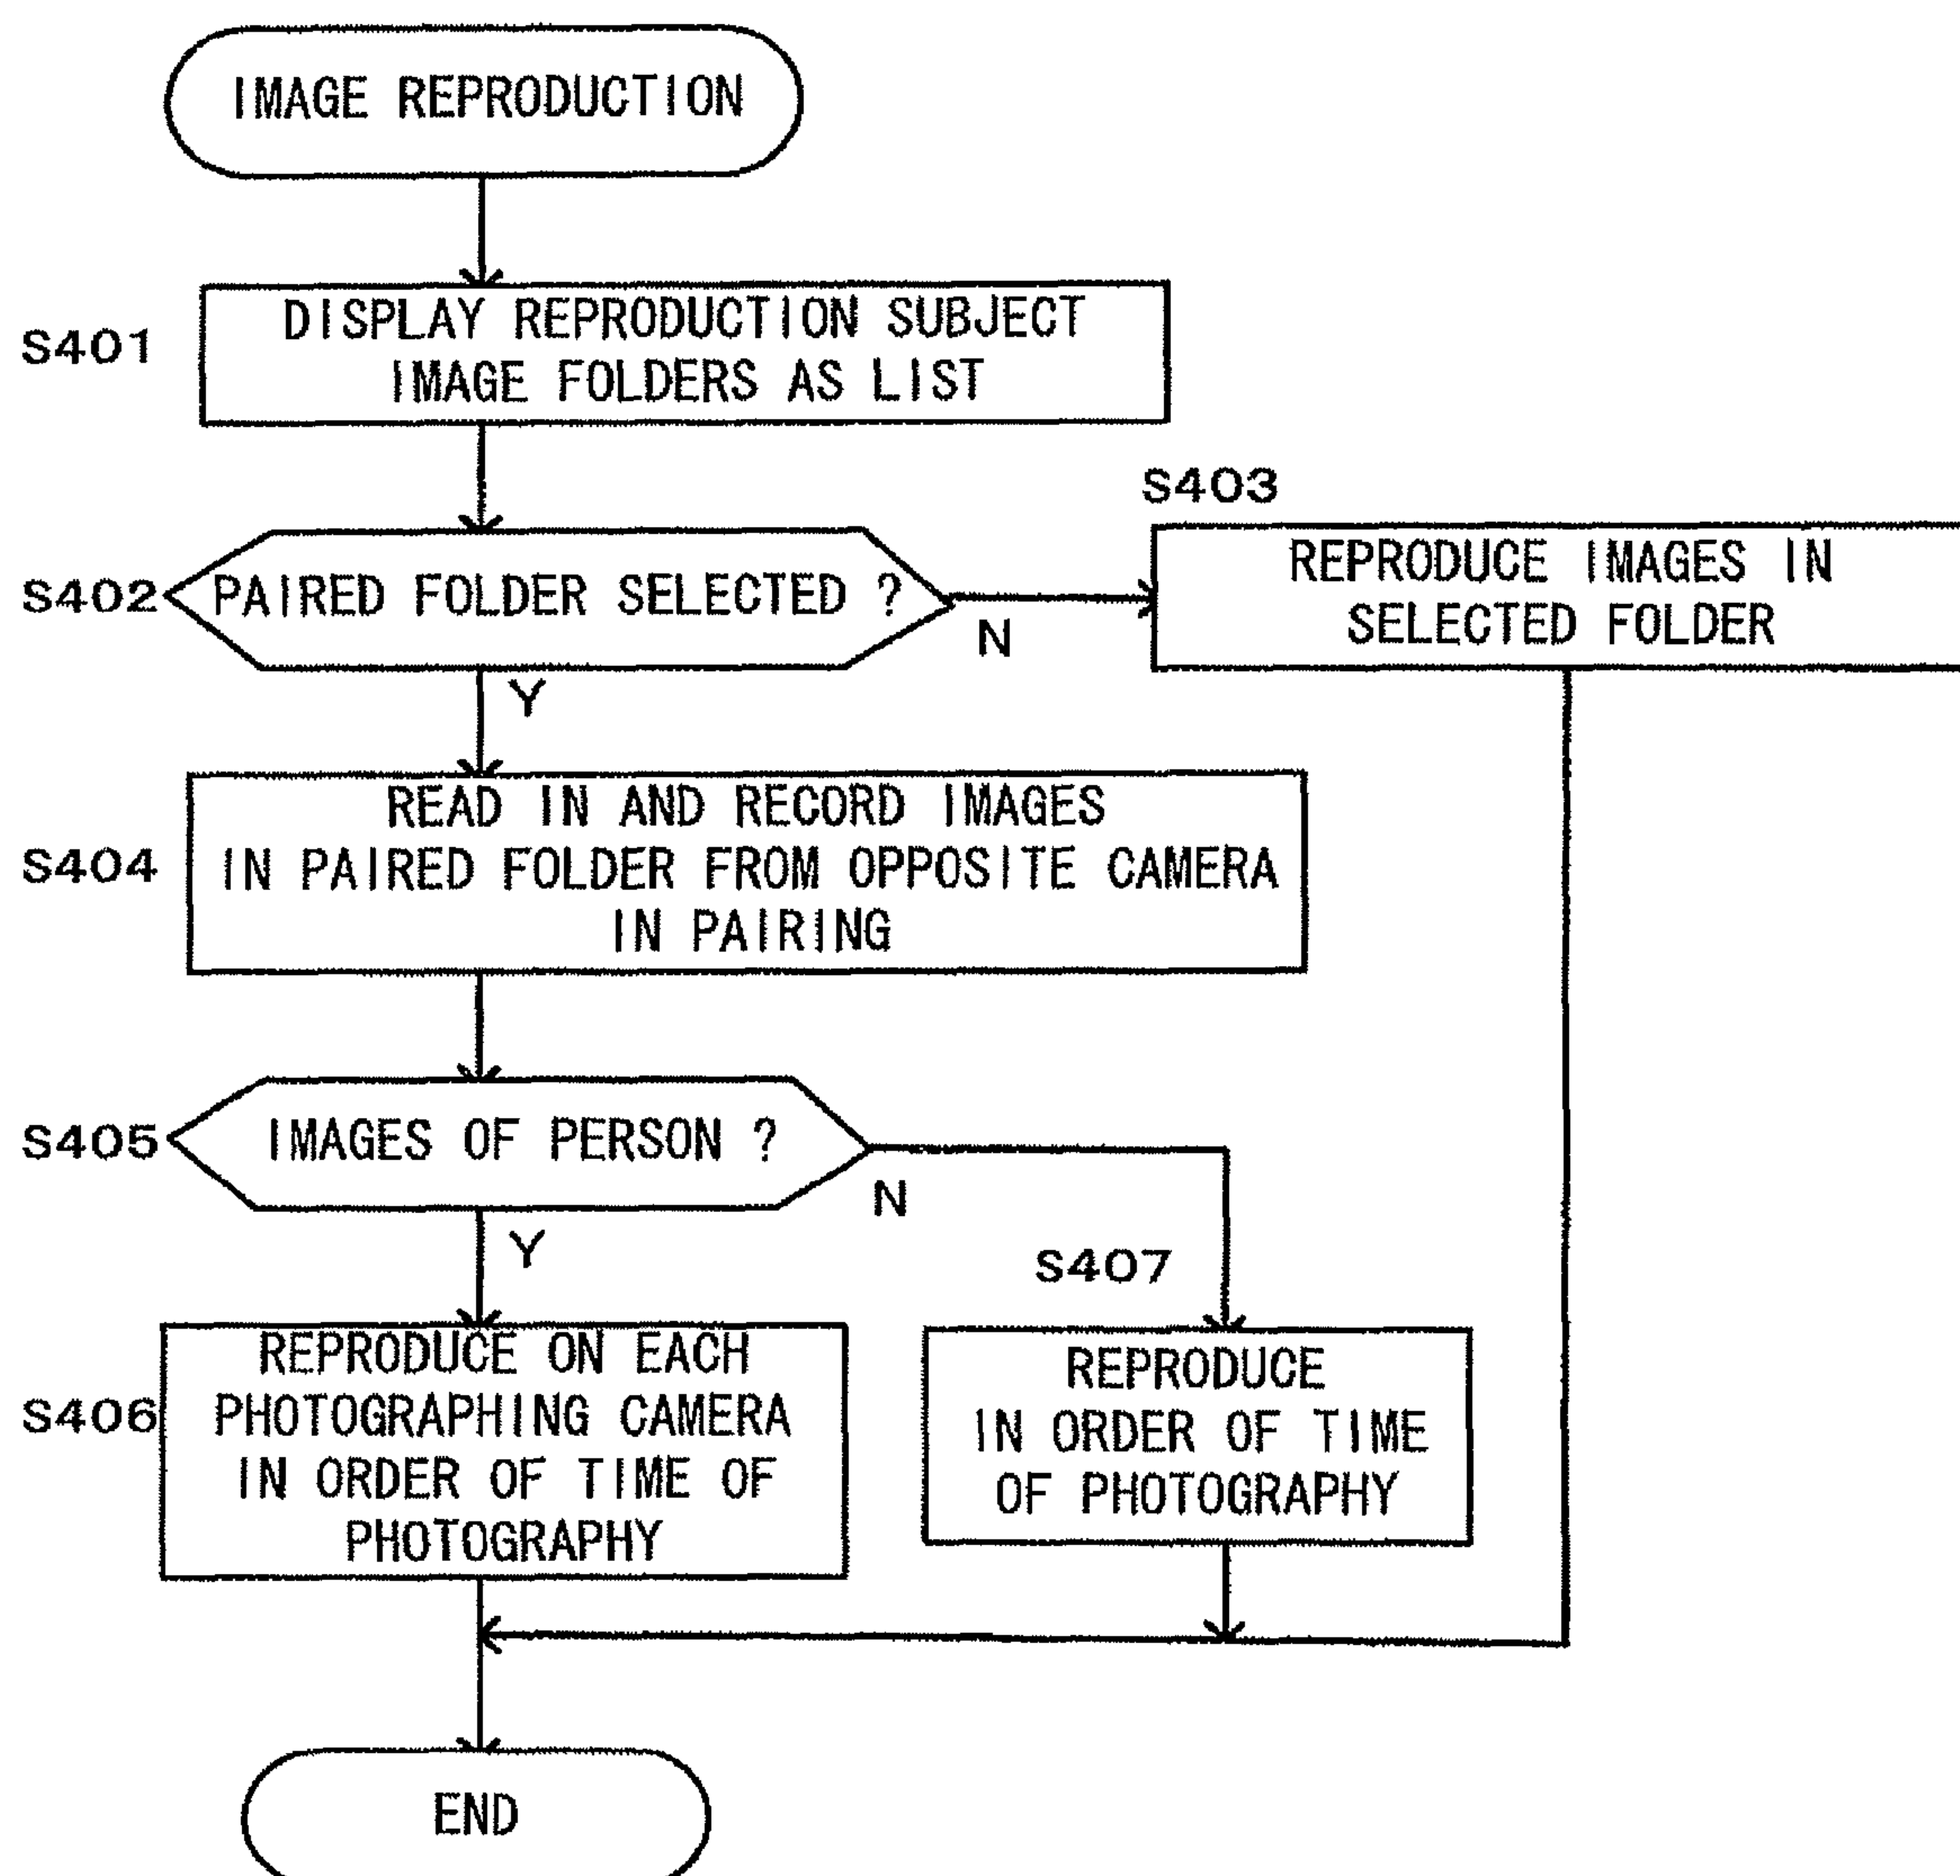 IMAGE REPRODUCTION
S401
DISPLAY REPRODUCTION SUBJECT
IMAGE FOLDERS AS LIST
S402
PAIRED FOLDER SELECTED ?
N
Y
S403
REPRODUCE IMAGES IN
SELECTED FOLDER
S404
READ IN AND RECORD IMAGES
IN PAIRED FOLDER FROM OPPOSITE CAMERA
IN PAIRING
S405
IMAGES OF PERSON ?
N
Y
S406
REPRODUCE ON EACH
PHOTOGRAPHING CAMERA
IN ORDER OF TIME OF
PHOTOGRAPHY
S407
REPRODUCE
IN ORDER OF TIME
OF PHOTOGRAPHY
END